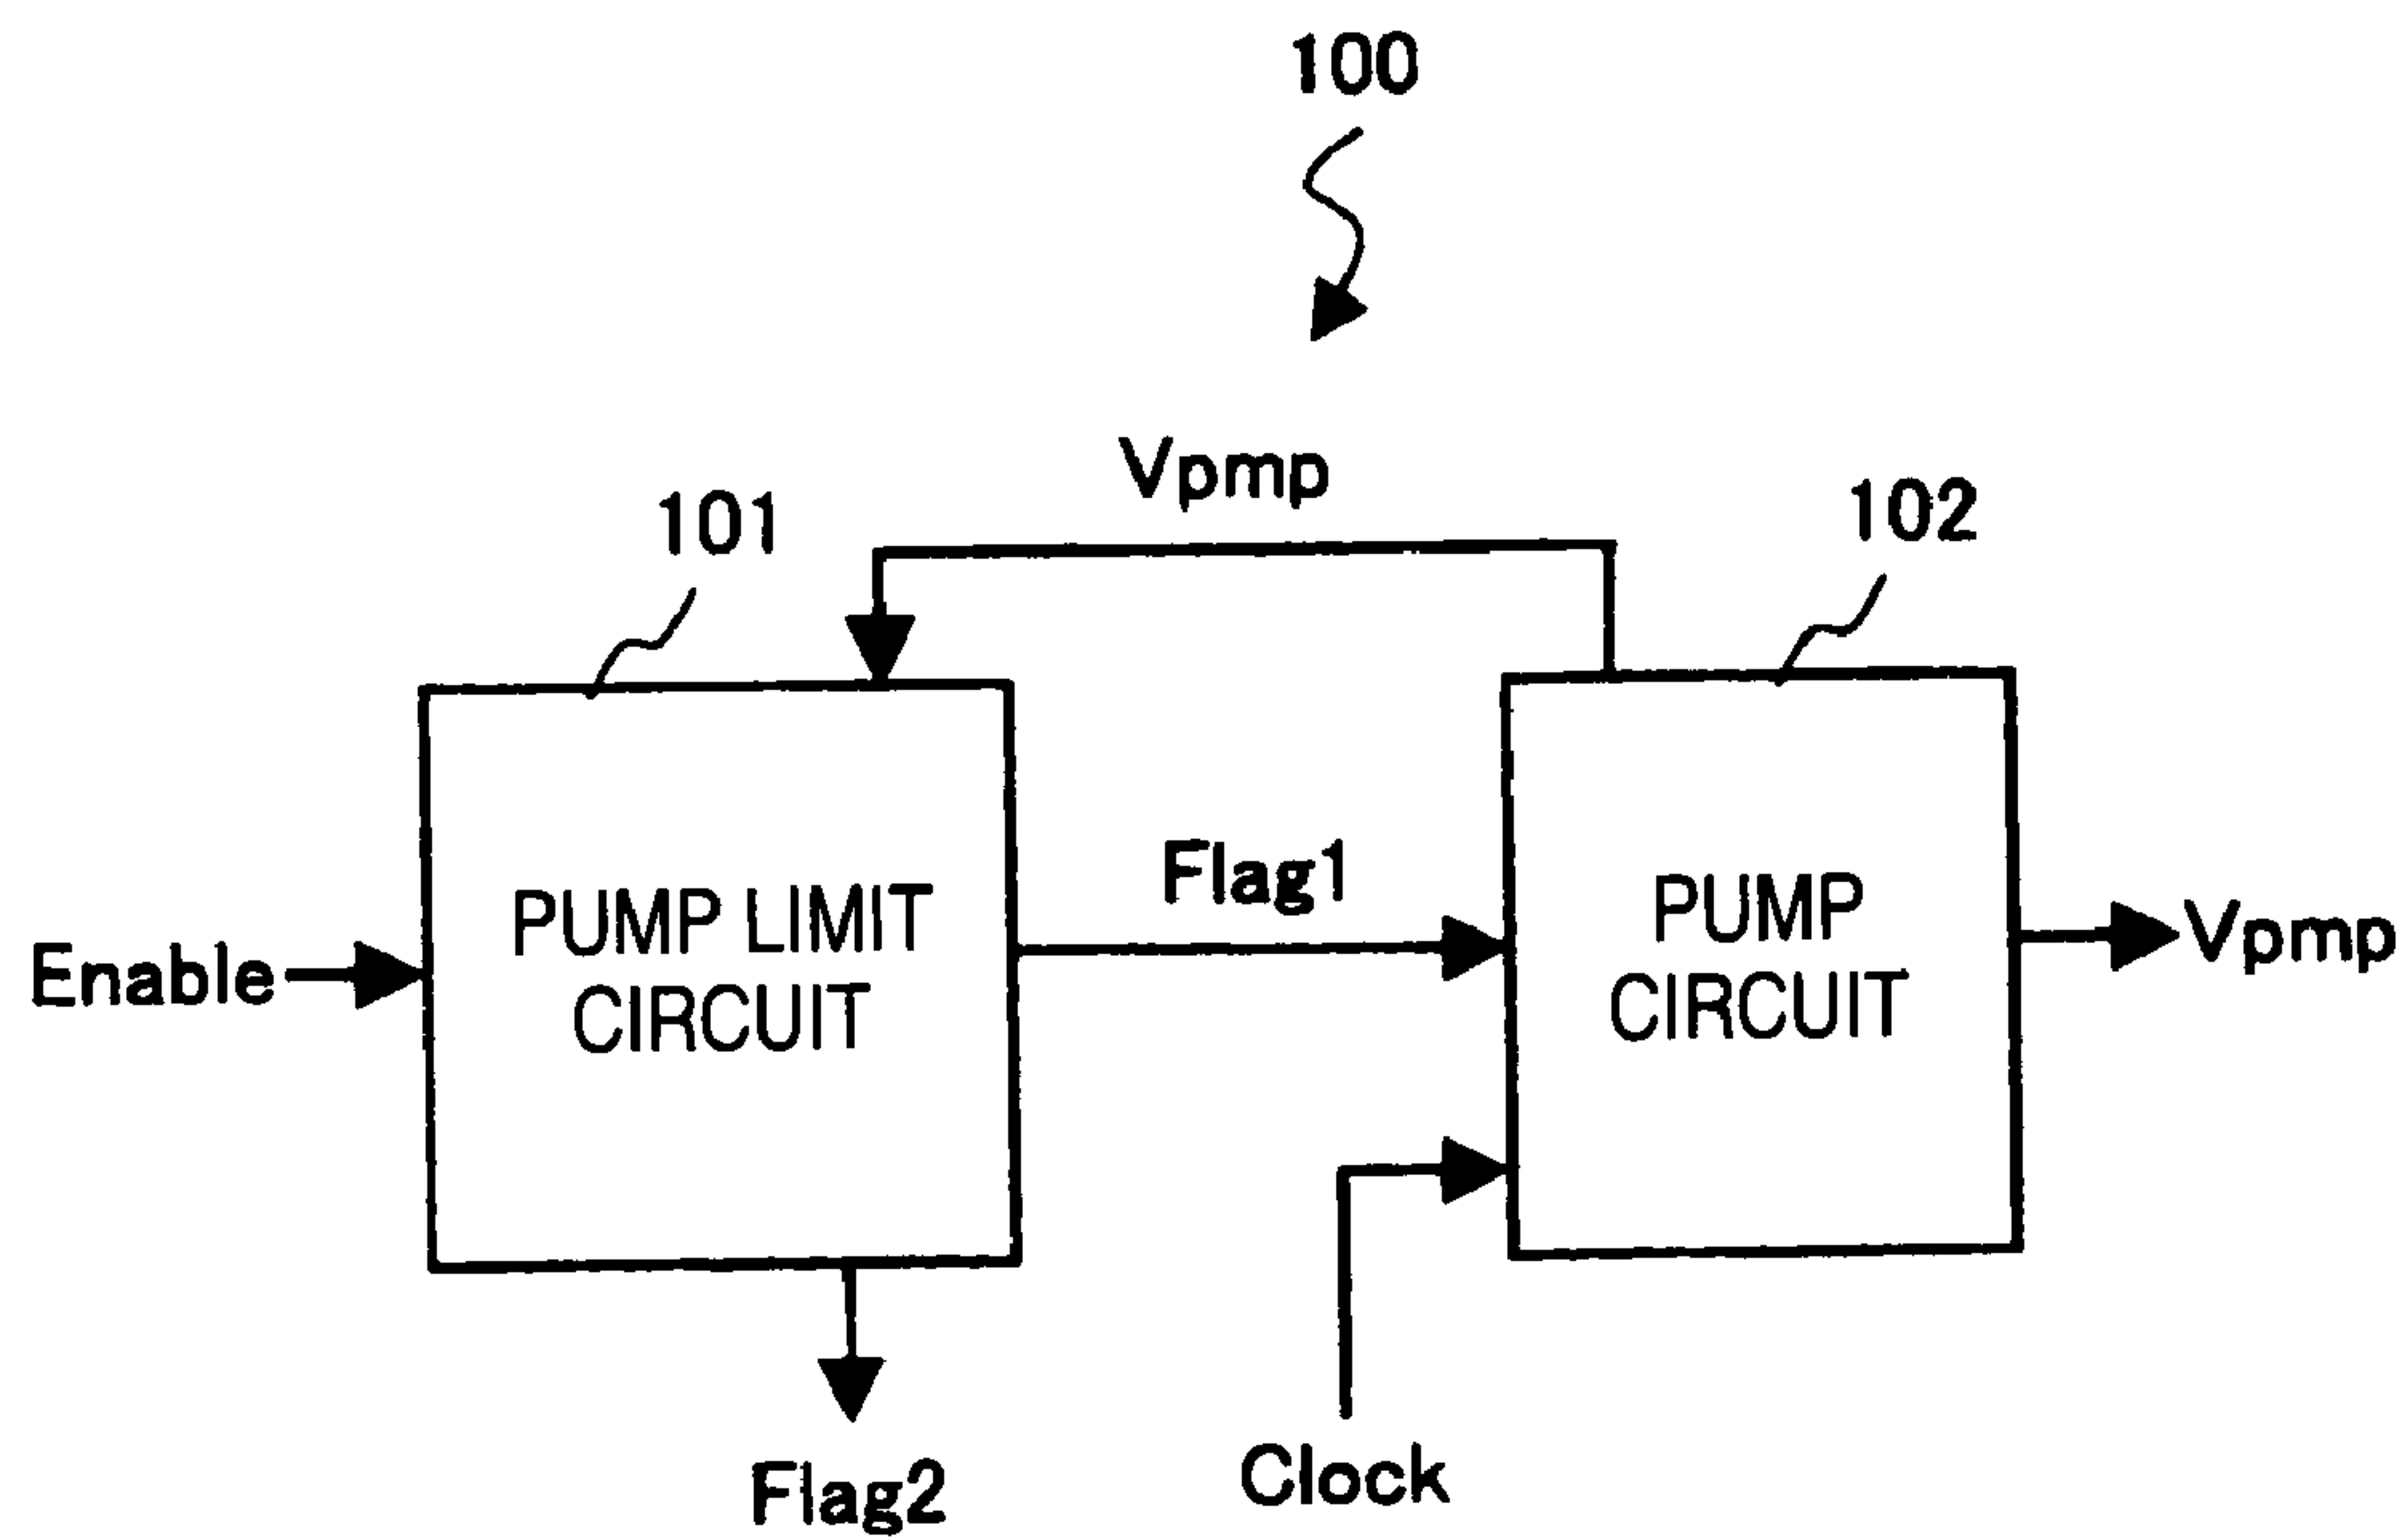 100
Vpmp
101
102
PUMP LIMIT
CIRCUIT
Flag1
PUMP
CIRCUIT
Enable
Vpmp
Flag2
Clock